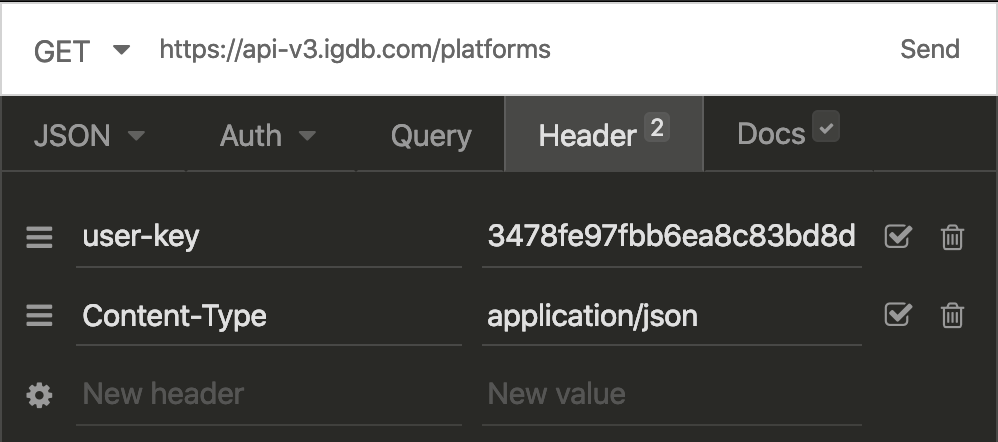 GET https://api-v3.igdb.com/platforms Send
JSON Auth Query Header 2 Docs
user-key 3478fe97fbb6ea8c83bd8d
Content-Type application/json
New header New value